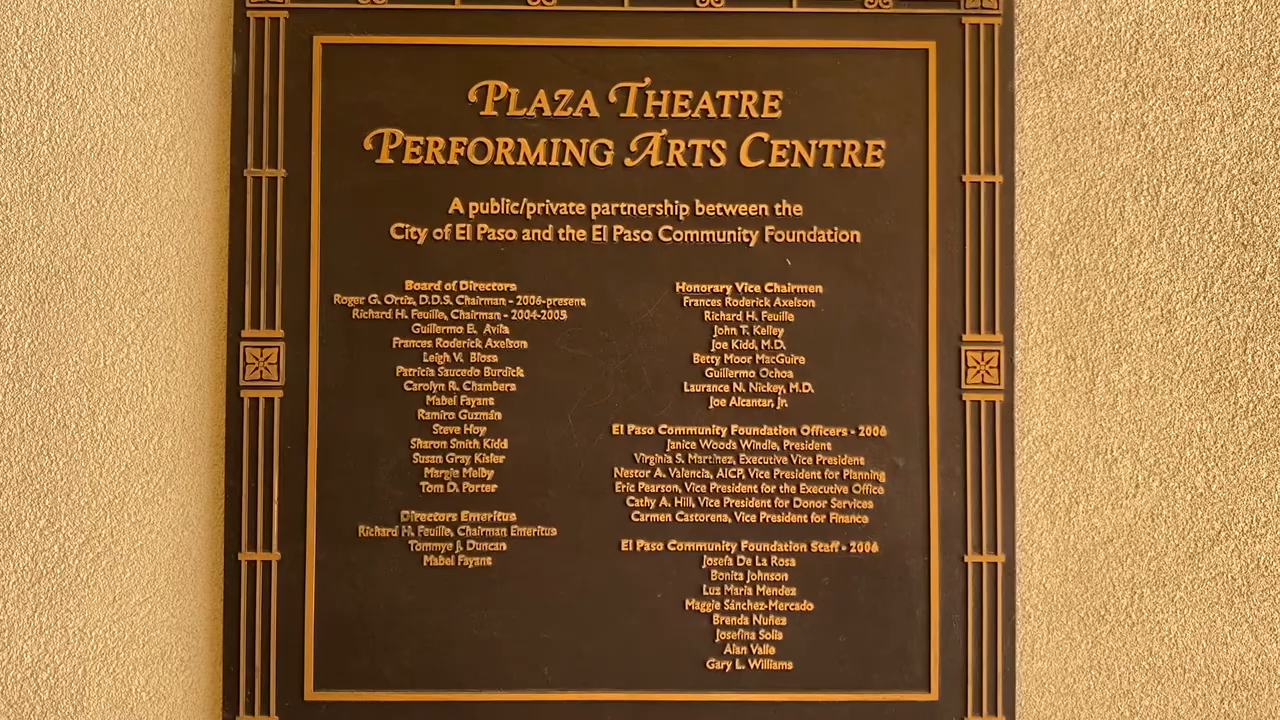 PLAZA THEATRE
PERFORMING ARTS CENTRE
A public/private partnership between the
City of El Paso and the El Paso Community Foundation
Board of Directors
Roger G. Ortiz, D.D.S. Chairman - 2006-present
Richard H. Feuille, Chairman - 2004-2005
Guillermo E. Avila
Frances Roderick Axelson
Leigh V. Bloss
Patricia Saucedo Burdick
Carolyn R. Chambers
Mabel Fayant
Ramiro Guzmán
Steve Hoy
Sharon Smith Kidd
Susan Gray Kisler
Margie Melby
Tom D. Porter
Directors Emeritus
Richard H. Feuille, Chairman Emeritus
Tommye J. Duncan
Mabel Fayant
Honorary Vice Chairmen
Frances Roderick Axelson
Richard H. Feuille
John T. Kelley
Joe Kidd, M.D.
Betty Moor MacGuire
Guillermo Ochoa
Laurance N. Nickey, M.D.
Joe Alcantar, Jr.
El Paso Community Foundation Officers - 2006
Janice Woods Windle, President
Virginia S. Martinez, Executive Vice President
Nestor A. Valencia, AICP, Vice President for Planning
Eric Pearson, Vice President for the Executive Office
Cathy A. Hill, Vice President for Donor Services
Carmen Castorena, Vice President for Finance
El Paso Community Foundation Staff - 2006
Josefa De La Rosa
Bonita Johnson
Luz Maria Mendez
Maggie Sánchez-Mercado
Brenda Nuñez
Josefina Solis
Alan Valle
Gary L. Williams